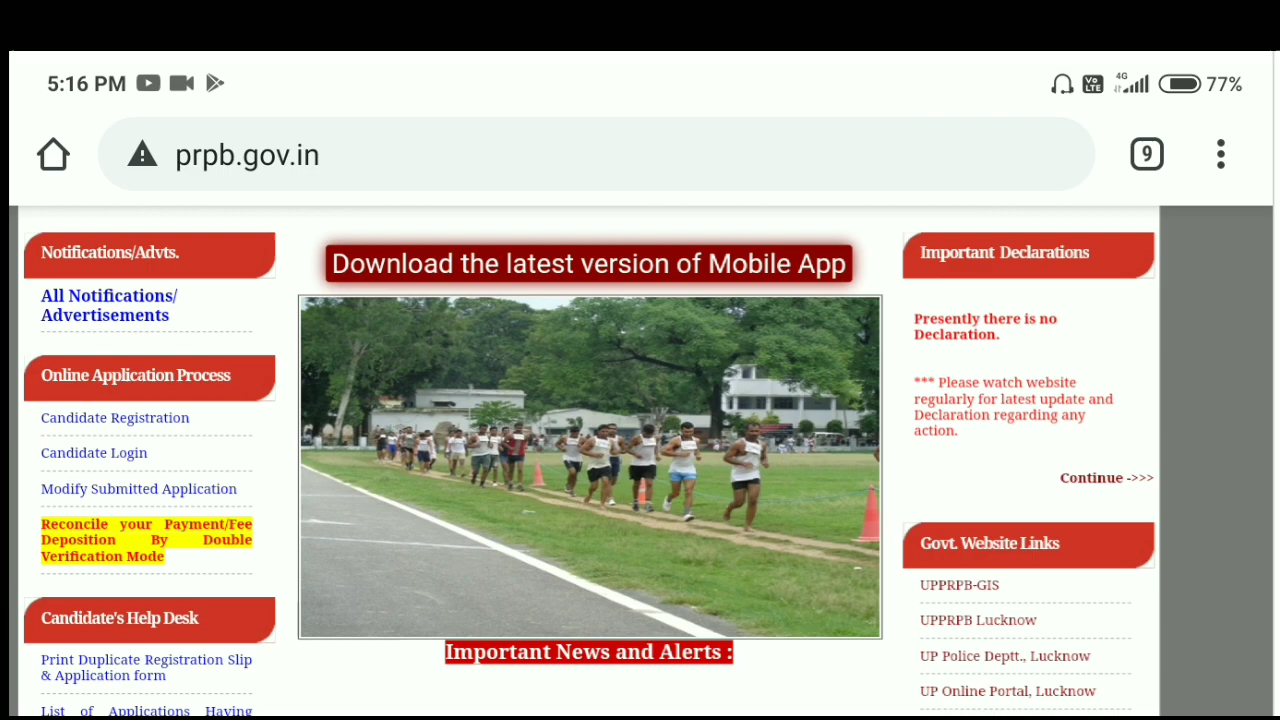 5:16 PM
4G
Vo
LTE
77%
prpb.gov.in
9
Notifications/Advts.
All Notifications/
Advertisements
Online Application Process
Candidate Registration
Candidate Login
Modify Submitted Application
Reconcile your Payment/Fee
Deposition By Double
Verification Mode
Candidate's Help Desk
Print Duplicate Registration Slip
& Application form
List of Applications Having
Download the latest version of Mobile App
Important News and Alerts :
Important Declarations
Presently there is no
Declaration.
*** Please watch website
regularly for latest update and
Declaration regarding any
action.
Continue ->>>
Govt. Website Links
UPPRPB-GIS
UPPRPB Lucknow
UP Police Deptt., Lucknow
UP Online Portal, Lucknow